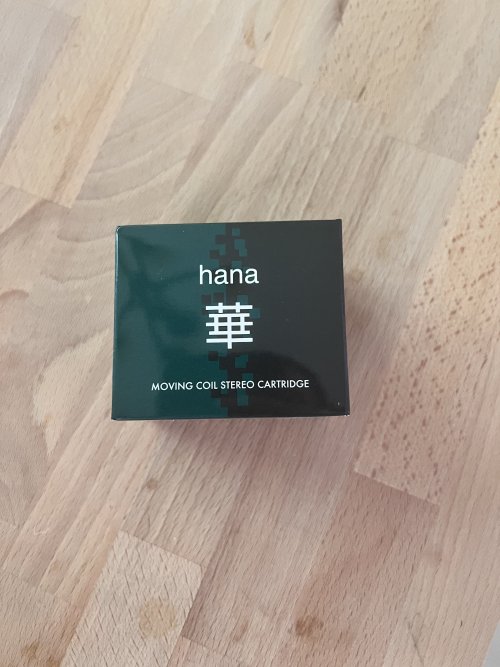 hana
華
MOVING COIL STEREO CARTRIDGE